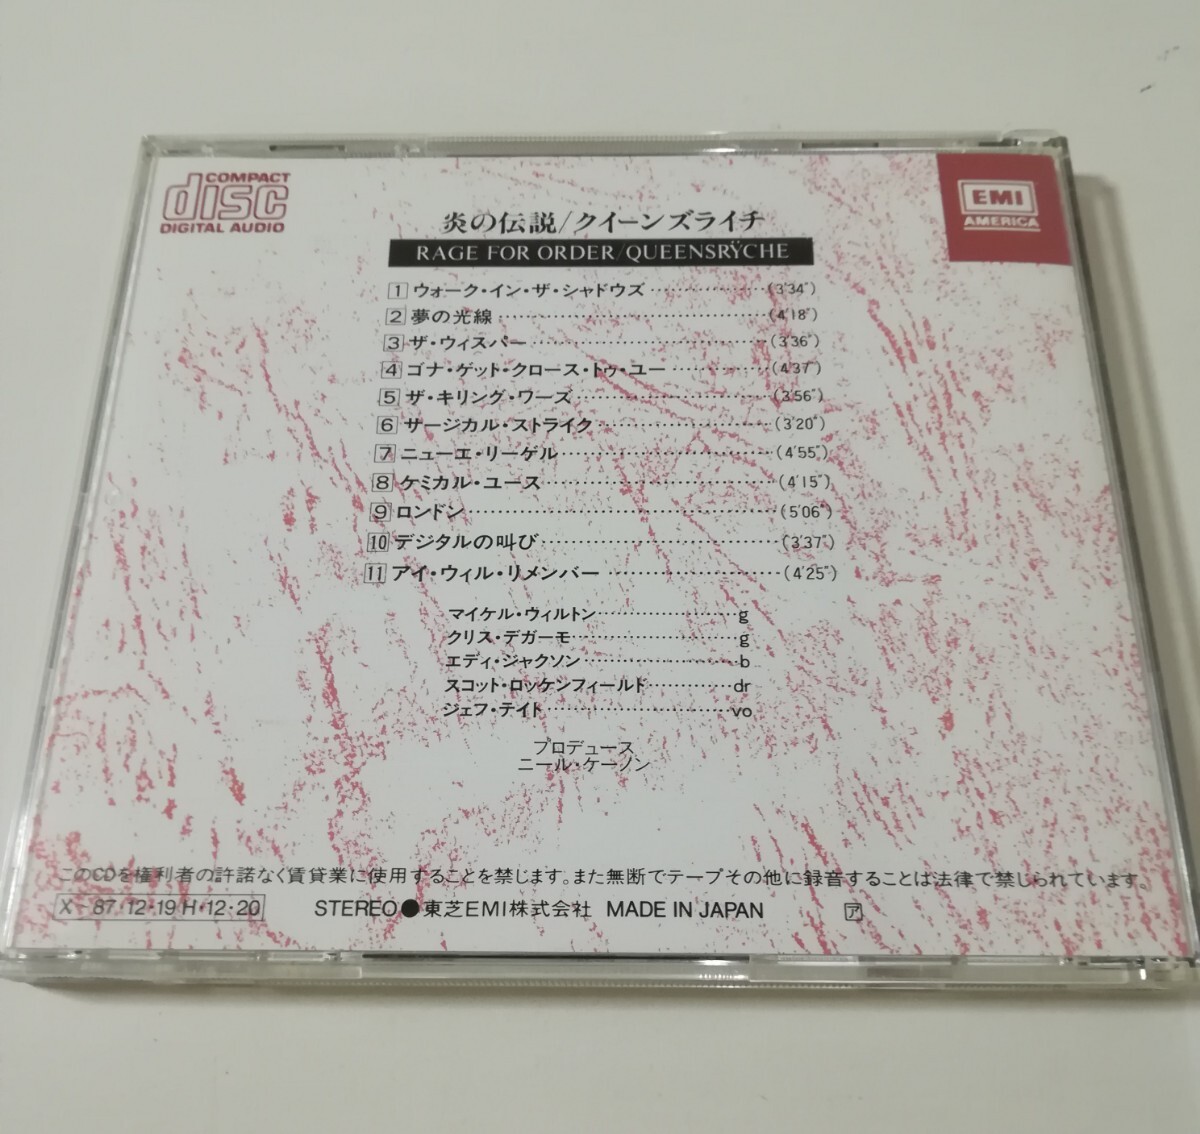 COMPACT
disc
DIGITAL AUDIO
EMI
AMERICA
炎の伝説/クイーンズライチ
RAGE FOR ORDER/QUEENSRŸCHE
1 ウォーク・イン・ザ・シャドウズ……………(3'34")
2 夢の光線……………(4'18")
3 ザ・ウィスパー……………(3'36")
4 ゴナ・ゲット・クロース・トゥ・ユー……………(4'37")
5 ザ・キリング・ワーズ……………(3'56")
6 サージカル・ストライク……………(3'20")
7 ニューエ・リーゲル……………(4'55")
8 ケミカル・ユース……………(4'15")
9 ロンドン……………(5'06")
10 デジタルの叫び……………(3'37")
11 アイ・ウィル・リメンバー……………(4'25")
マイケル・ウィルトン……………g
クリス・デガーモ……………g
エディ・ジャクソン……………b
スコット・ロッケンフィールド……………dr
ジェフ・テイト……………vo
プロデュース
ニール・ケーノン
このCDを権利者の許諾なく賃貸業に使用することを禁じます。また無断でテープその他に録音することは法律で禁じられています。
X-87・12・19 H・12・20 STEREO●東芝EMI株式会社 MADE IN JAPAN ア